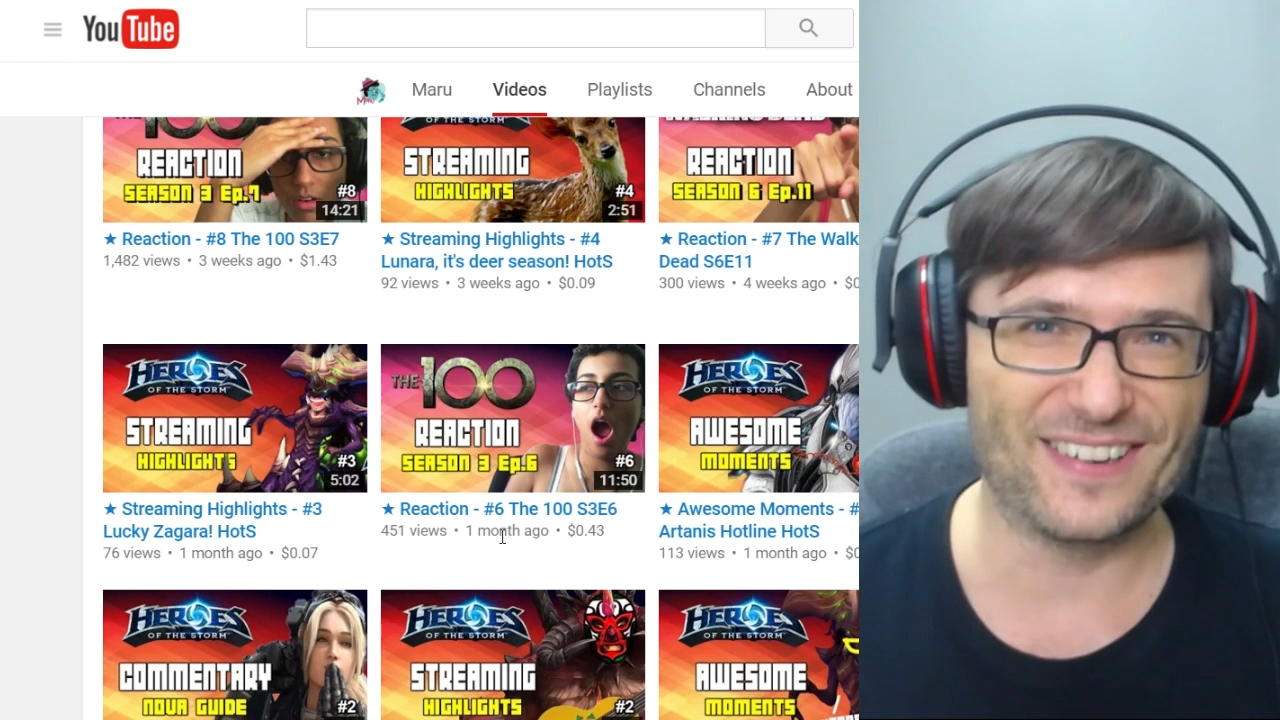 YouTube
Maru Videos Playlists Channels About
REACTION
SEASON 3 Ep.7
#8
14:21
★ Reaction - #8 The 100 S3E7
1,482 views • 3 weeks ago • $1.43
OF THE STORM
STREAMING
HIGHLIGHTS
#4
2:51
★ Streaming Highlights - #4
Lunara, it's deer season! HotS
92 views • 3 weeks ago • $0.09
REACTION
SEASON 6 Ep.11
★ Reaction - #7 The Walk
Dead S6E11
300 views • 4 weeks ago • $0
HEROES
OF THE STORM
STREAMING
HIGHLIGHTS
#3
5:02
★ Streaming Highlights - #3
Lucky Zagara! HotS
76 views • 1 month ago • $0.07
THE 100
REACTION
SEASON 3 Ep.6
#6
11:50
★ Reaction - #6 The 100 S3E6
451 views • 1 month ago • $0.43
HEROES
OF THE STORM
AWESOME
MOMENTS
★ Awesome Moments - #
Artanis Hotline HotS
113 views • 1 month ago • $0
HEROES
OF THE STORM
COMMENTARY
NOVA GUIDE
#2
HEROES
OF THE STORM
STREAMING
HIGHLIGHTS
#2
HEROES
OF THE STORM
AWESOME
MOMENTS